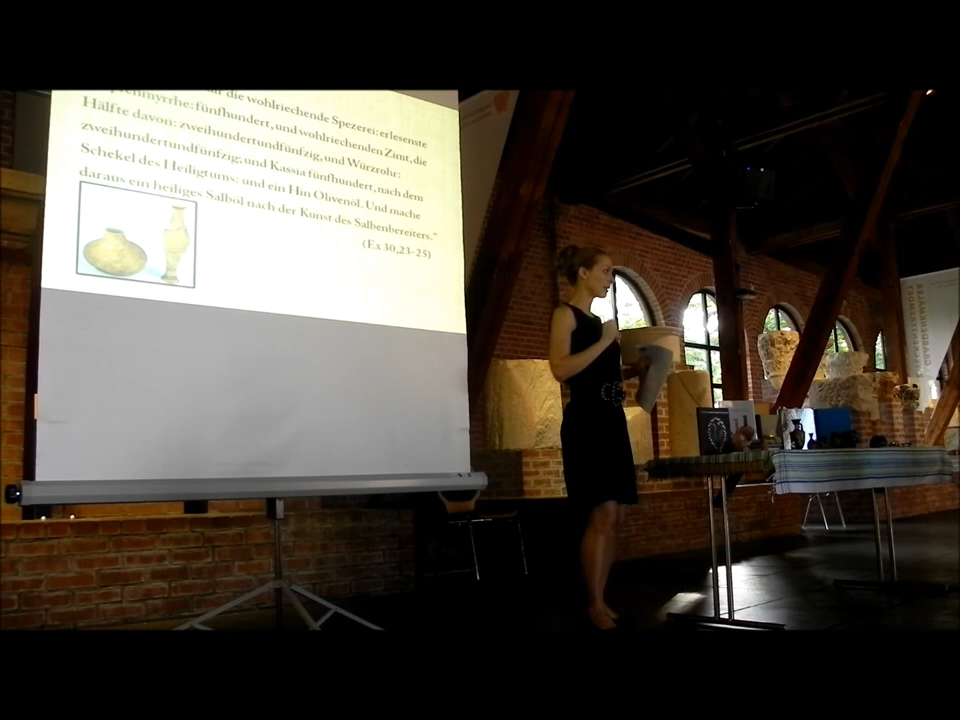 die wohlriechende Spezerei: erlesenste
fünfhundert, und wohlriechenden Zimt, die
Hälfte davon: zweihundertundfünfzig, und Würzrohr:
zweihundertundfünfzig, und Kassia fünfhundert, nach dem
Schekel des Heiligtums; und ein Hin Olivenöl. Und mache
daraus ein heiliges Salböl nach der Kunst des Salbenbereiters."
(Ex 30,23-25)